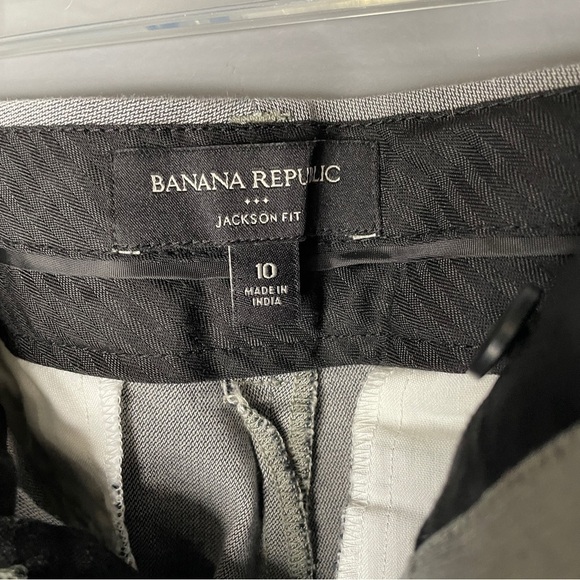 BANANA REPUBLIC
JACKSON FIT
10
MADE IN
INDIA